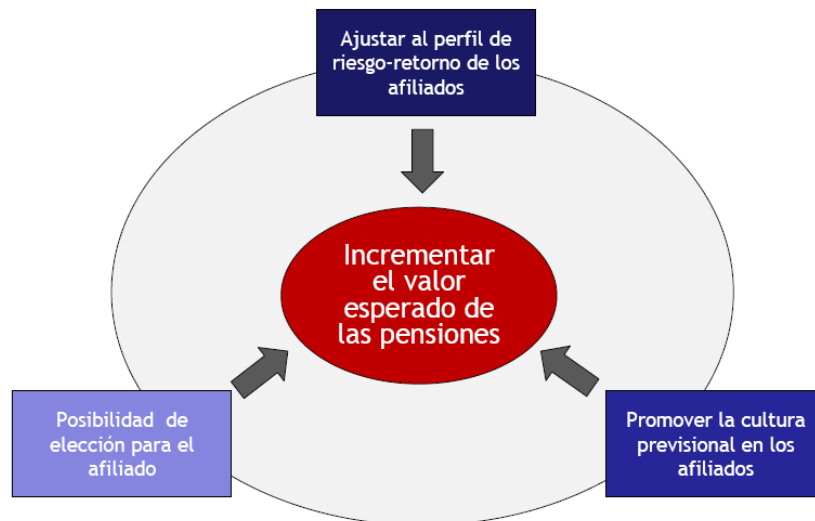 Ajustar al perfil de
riesgo-retorno de los
afiliados
Incrementar
el valor
esperado de
las pensiones
Posibilidad de
elección para el
afiliado
Promover la cultura
previsional en los
afiliados